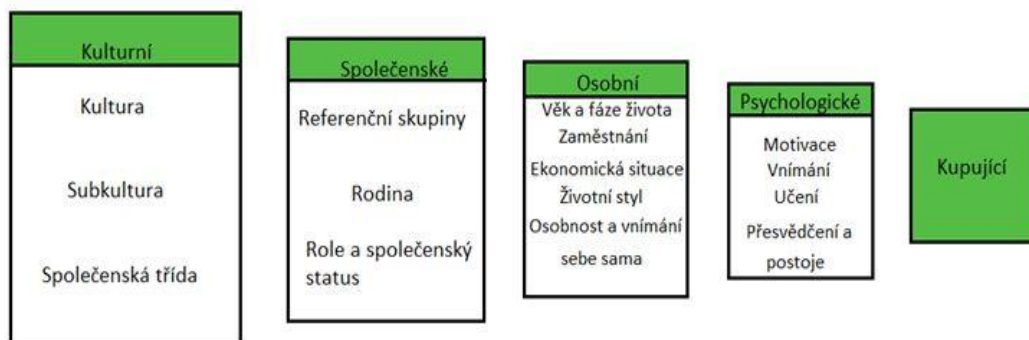 Kulturní
Kultura
Subkultura
Společenská třída
Společenské
Referenční skupiny
Rodina
Role a společenský
status
Osobní
Věk a fáze života
Zaměstnání
Ekonomická situace
Životní styl
Osobnost a vnímání
sebe sama
Psychologické
Motivace
Vnímání
Učení
Přesvědčení a
postoje
Kupující